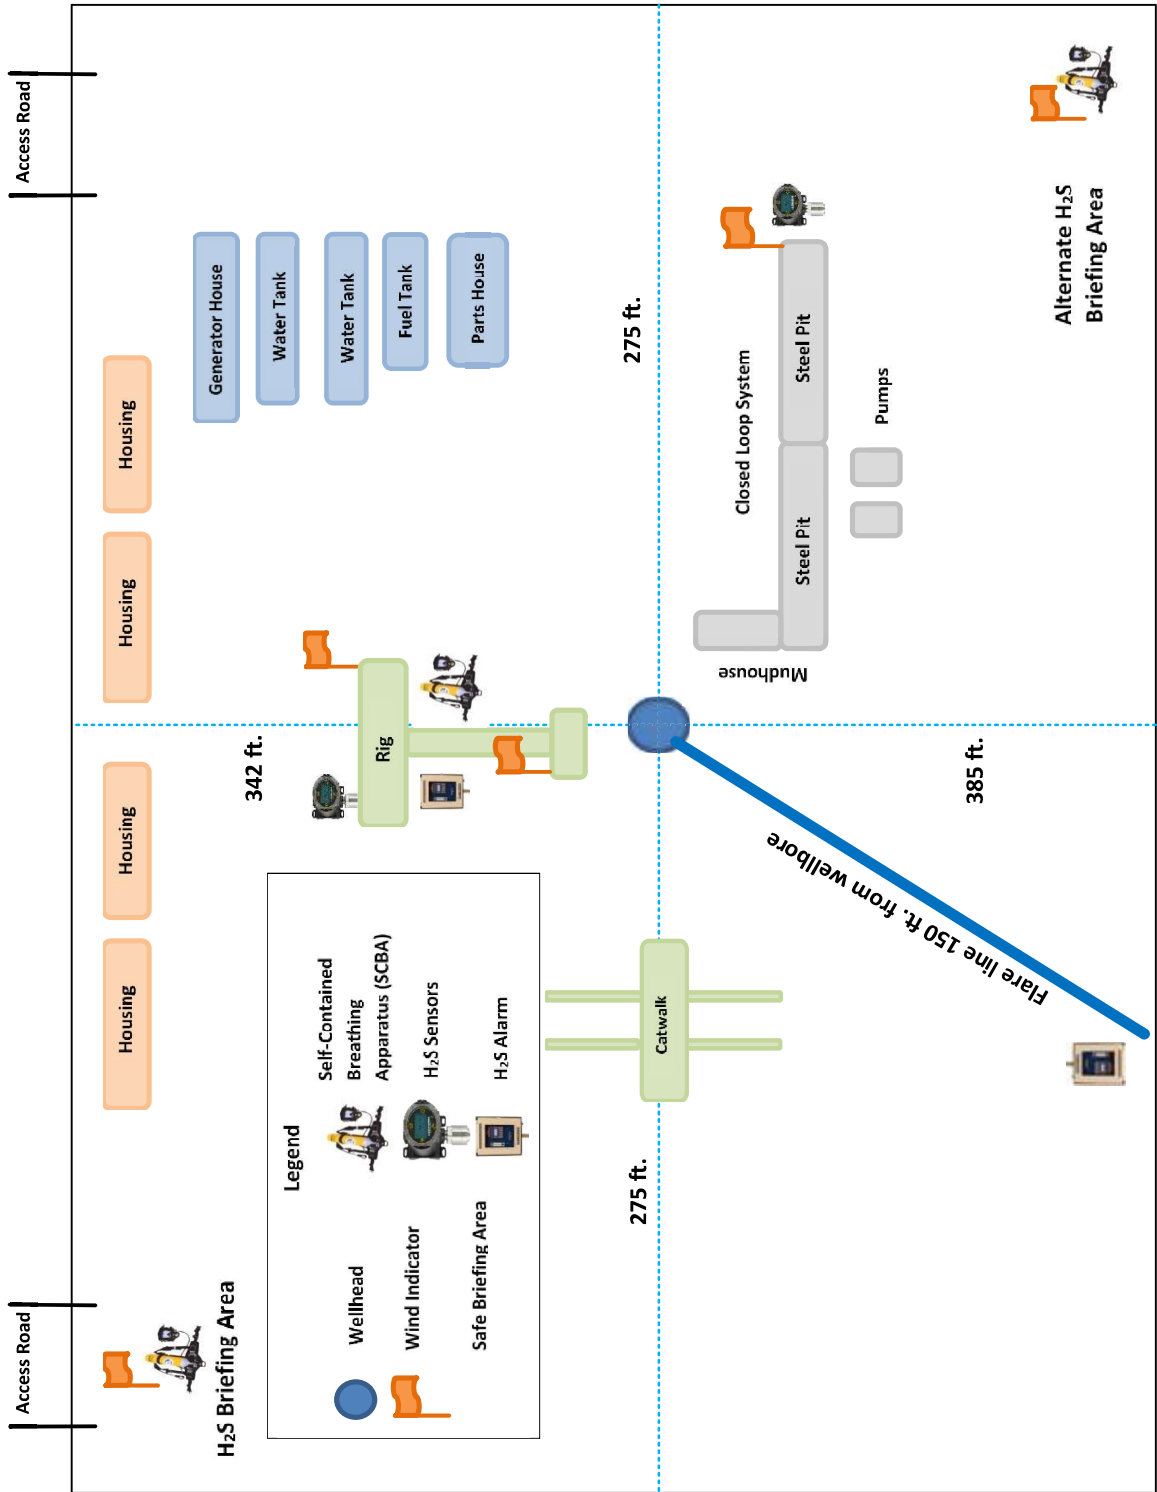 Access Road
Access Road
H₂S Briefing Area
Housing
Housing
Housing
Housing
Generator House
Water Tank
Water Tank
Fuel Tank
Parts House
342 ft.
Rig
Legend
Wellhead
Wind Indicator
Safe Briefing Area
Self-Contained
Breathing
Apparatus (SCBA)
H₂S Sensors
H₂S Alarm
275 ft.
275 ft.
Catwalk
Mudhouse
Closed Loop System
Steel Pit
Steel Pit
Pumps
385 ft.
Flare line 150 ft. from wellbore
Alternate H₂S
Briefing Area